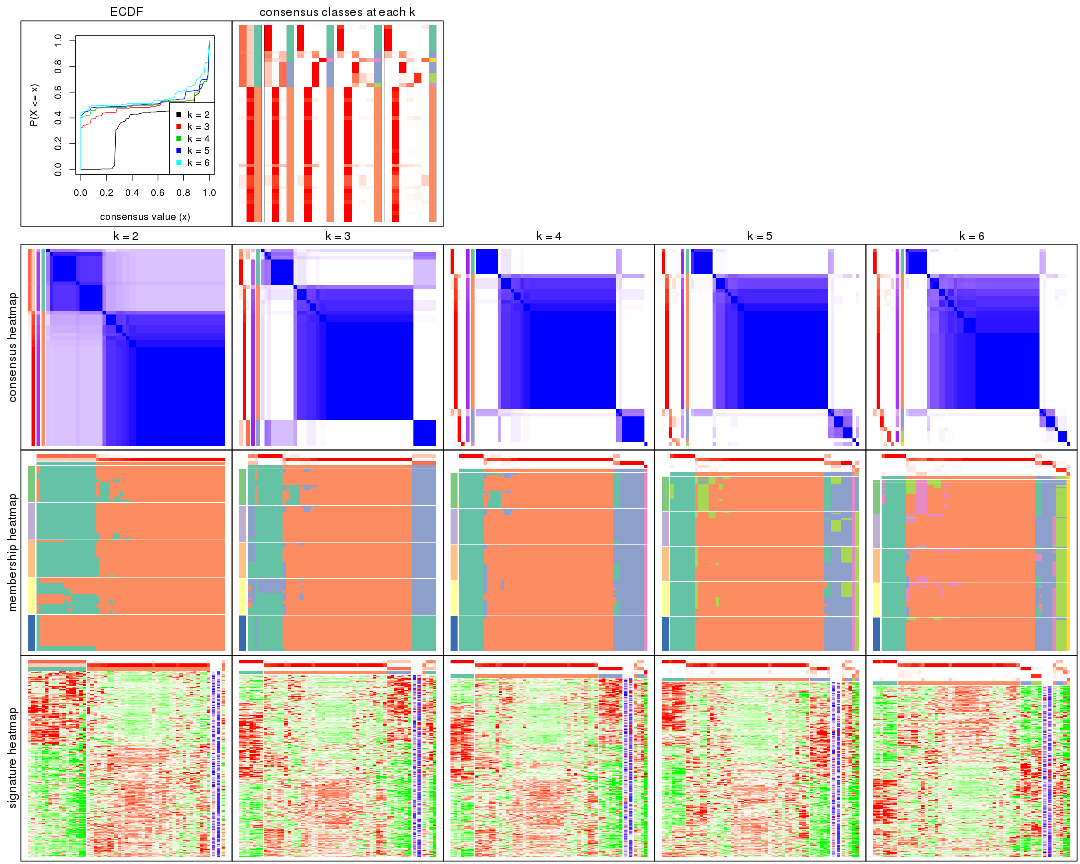 ECDF
consensus classes at each k
P(X <= x)
0.0 0.2 0.4 0.6 0.8 1.0
k = 2
k = 3
k = 4
k = 5
k = 6
0.0 0.2 0.4 0.6 0.8 1.0
consensus value (x)
k = 2
k = 3
k = 4
k = 5
k = 6
consensus heatmap
membership heatmap
signature heatmap